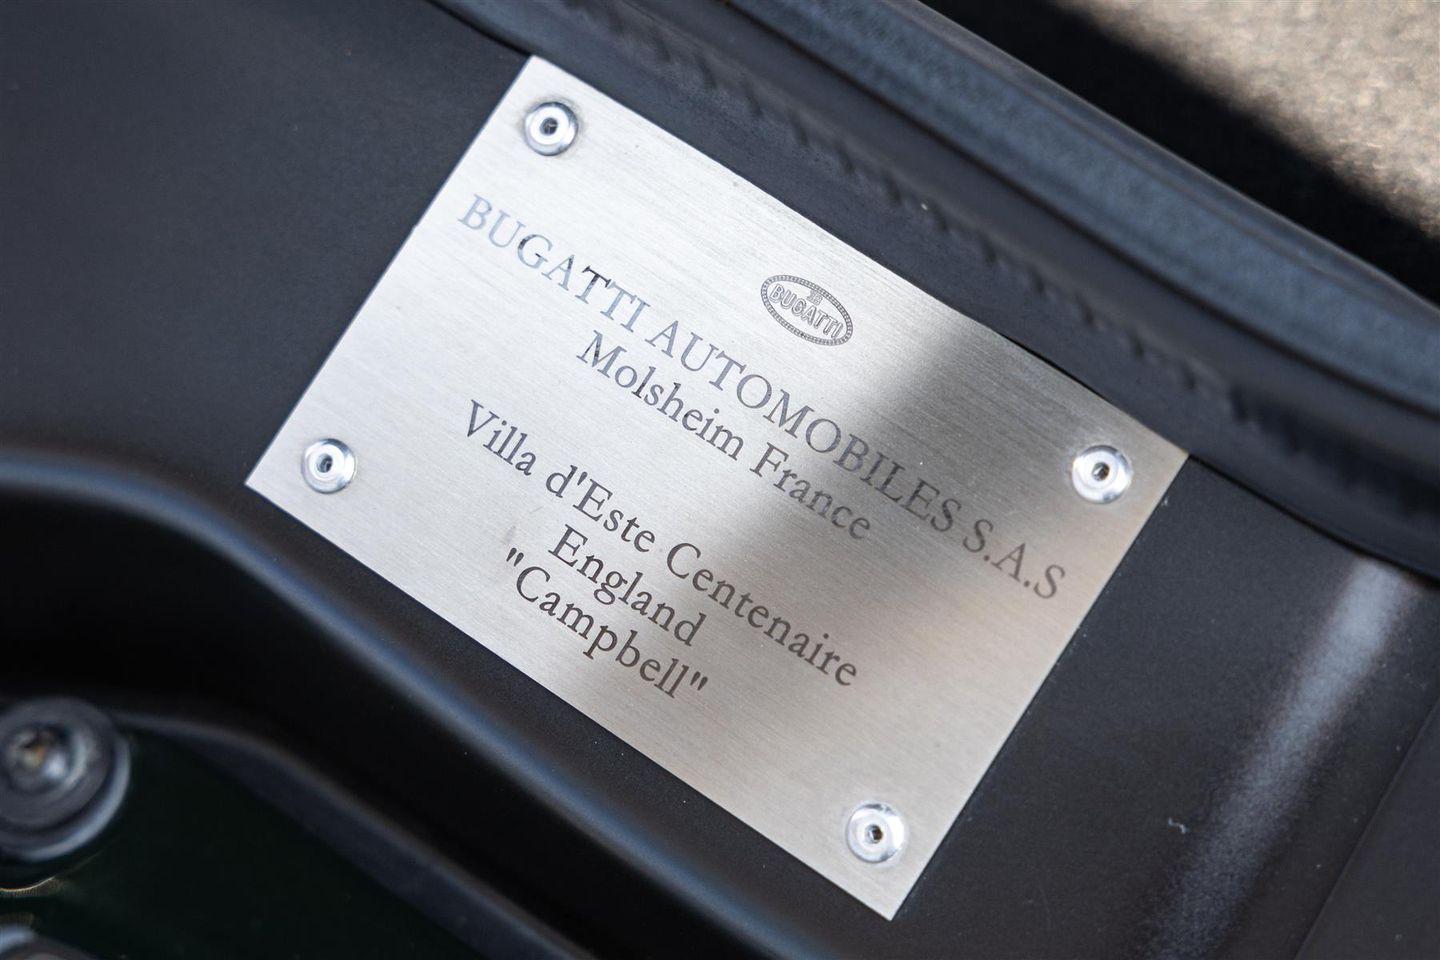 BUGATTI
BUGATTI AUTOMOBILES S.A.S
Molsheim France
Villa d'Este Centenaire
England
"Campbell"